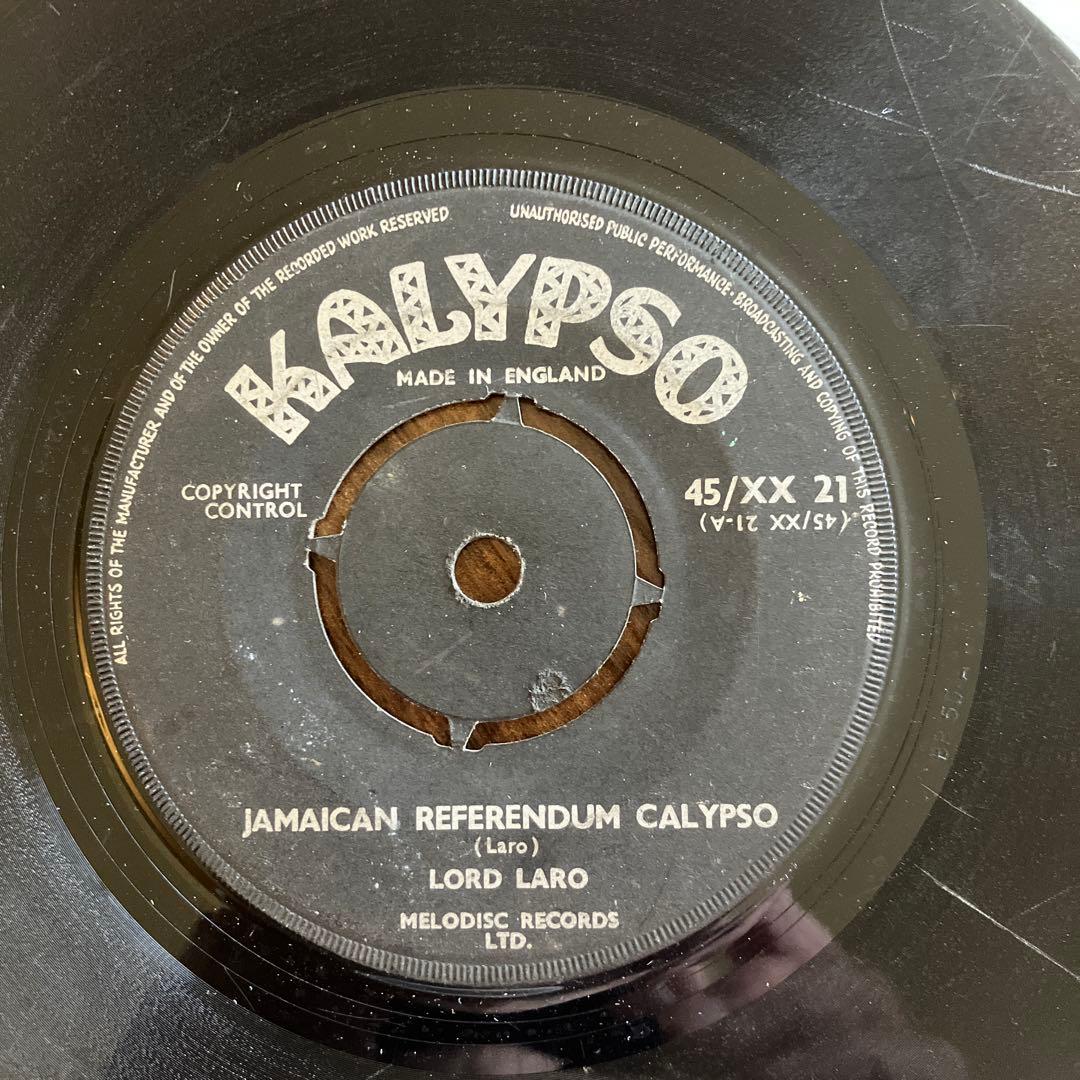 ALL RIGHTS OF THE MANUFACTURER AND OF THE OWNER OF THE RECORDED WORK RESERVED
UNAUTHORISED PUBLIC PERFORMANCE · BROADCASTING AND COPYING OF THIS RECORD PROHIBITED
KALYPSO
MADE IN ENGLAND
COPYRIGHT
CONTROL
45/XX 21
(45/XX 21-A)
JAMAICAN REFERENDUM CALYPSO
(Laro)
LORD LARO
MELODISC RECORDS
LTD.